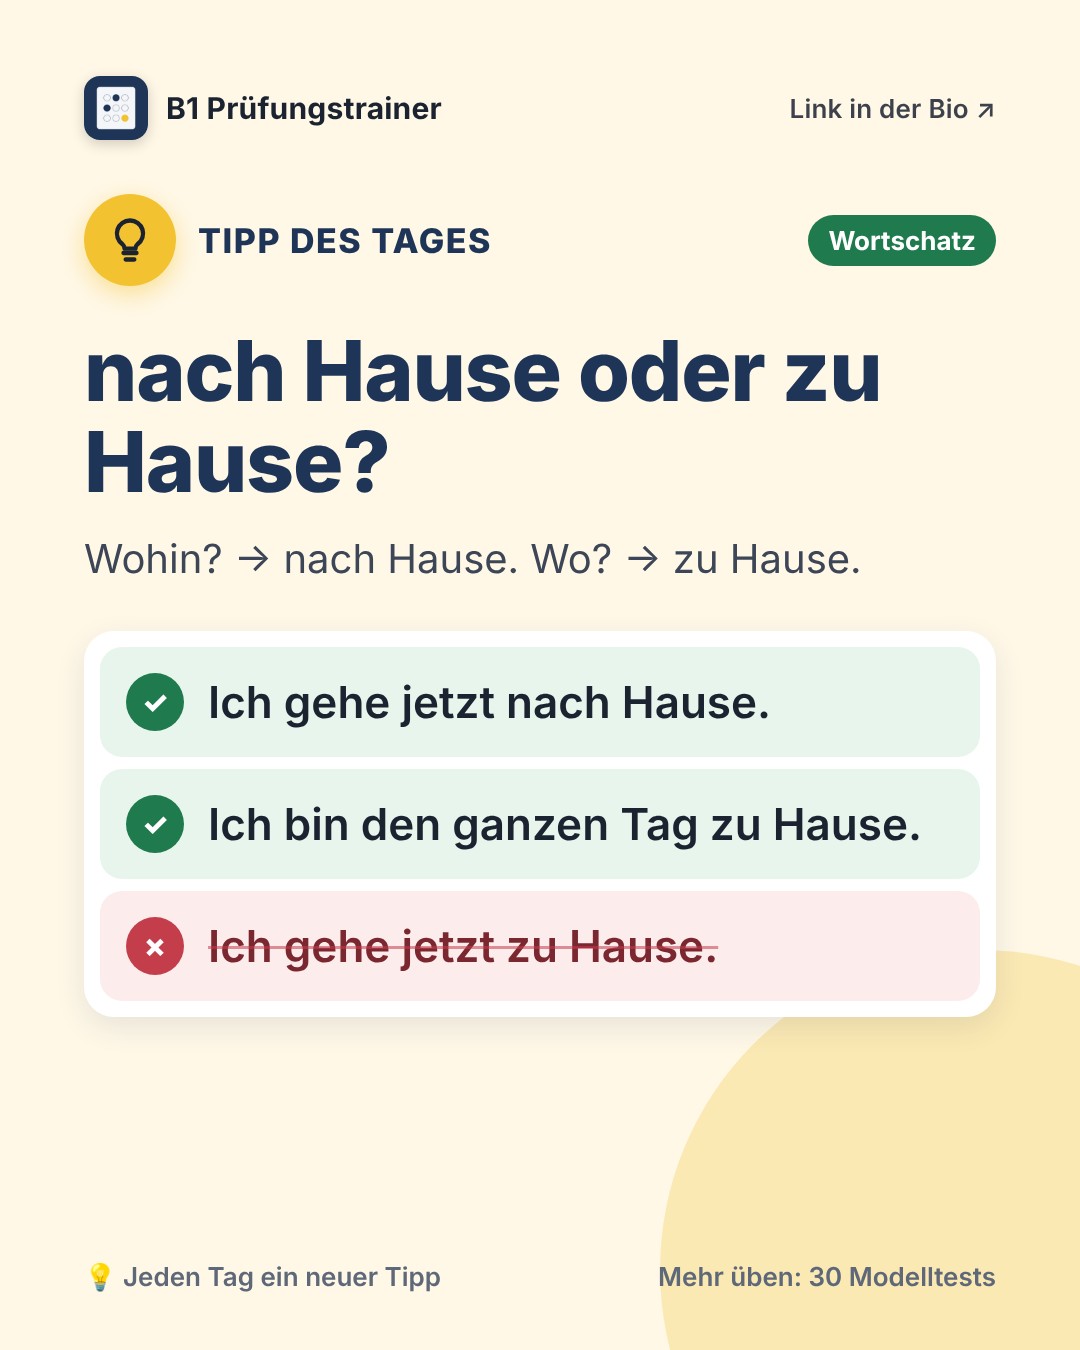 B1 Prüfungstrainer
Link in der Bio ↗
TIPP DES TAGES
Wortschatz
nach Hause oder zu
Hause?
Wohin? → nach Hause. Wo? → zu Hause.
Ich gehe jetzt nach Hause.
Ich bin den ganzen Tag zu Hause.
Ich gehe jetzt zu Hause.
💡 Jeden Tag ein neuer Tipp
Mehr üben: 30 Modelltests